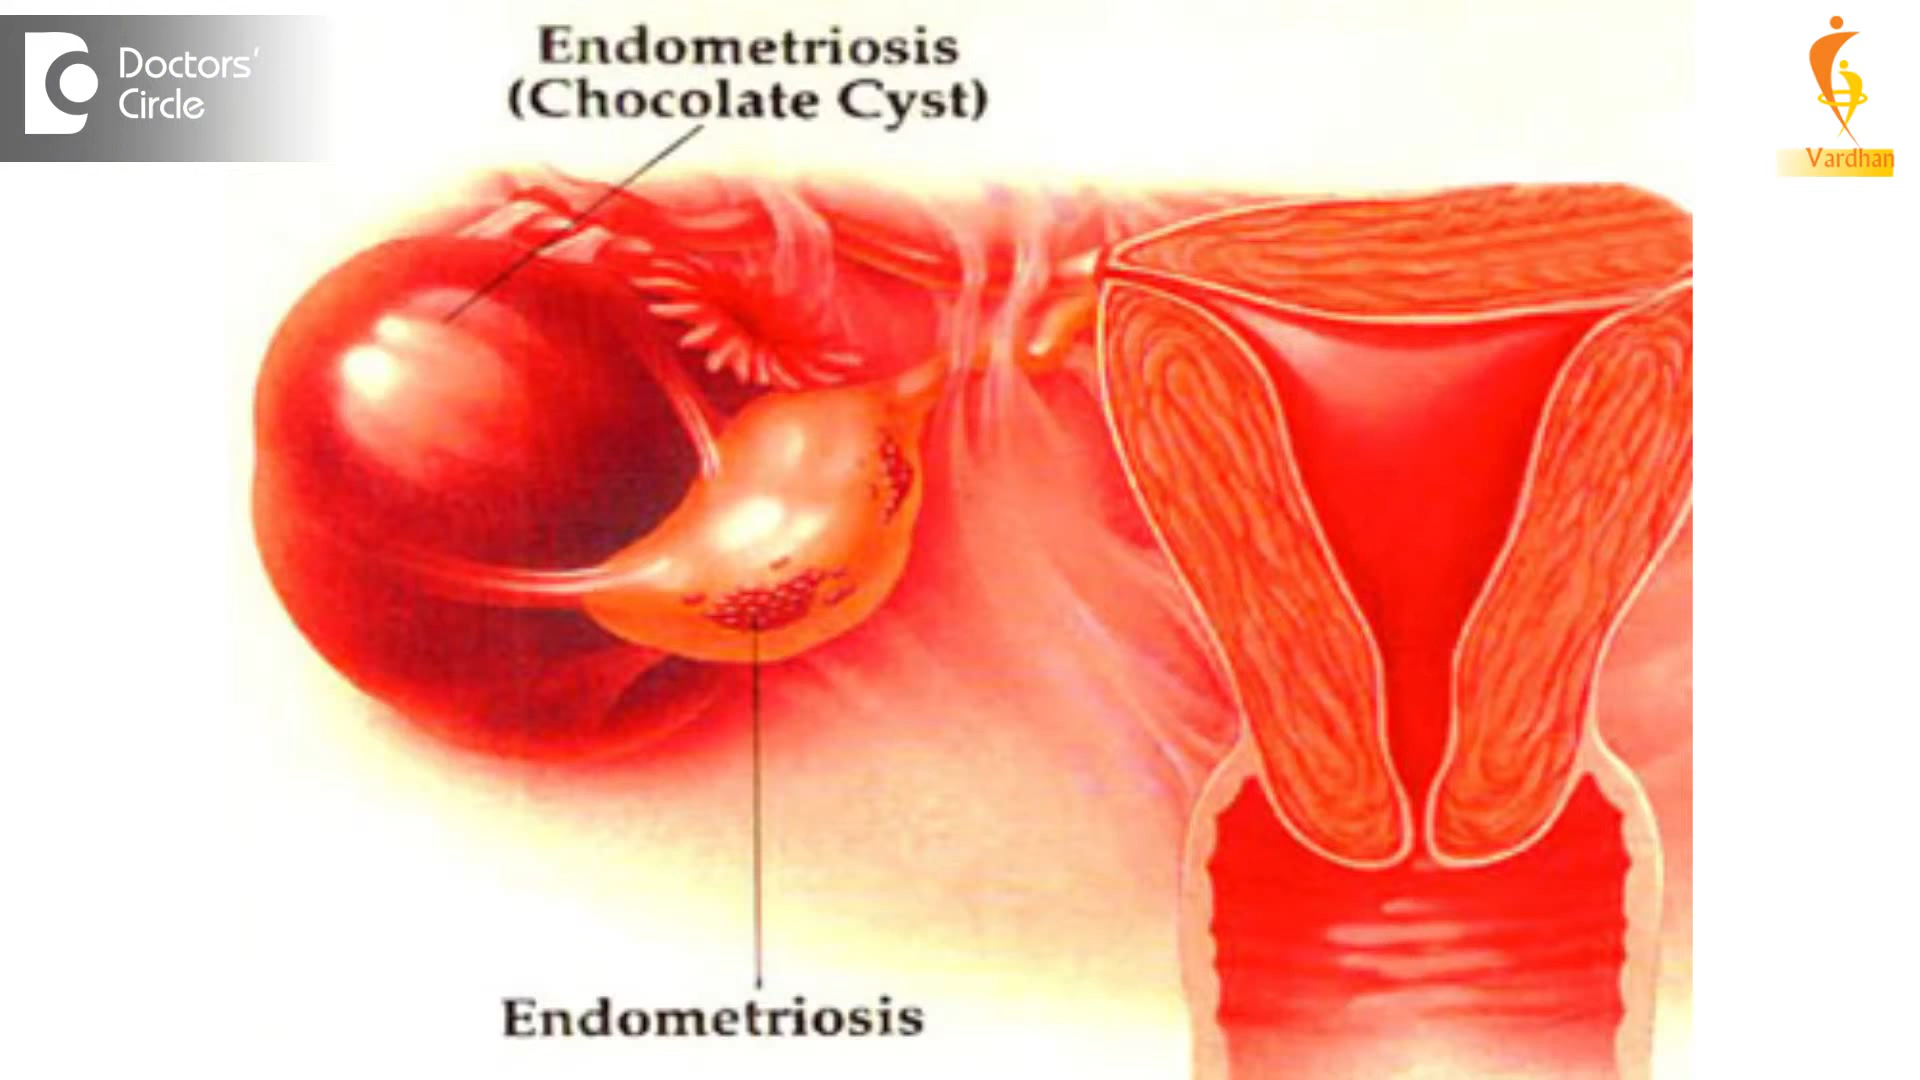 Doctors'
Circle
Endometriosis
(Chocolate Cyst)
Vardhan
Endometriosis